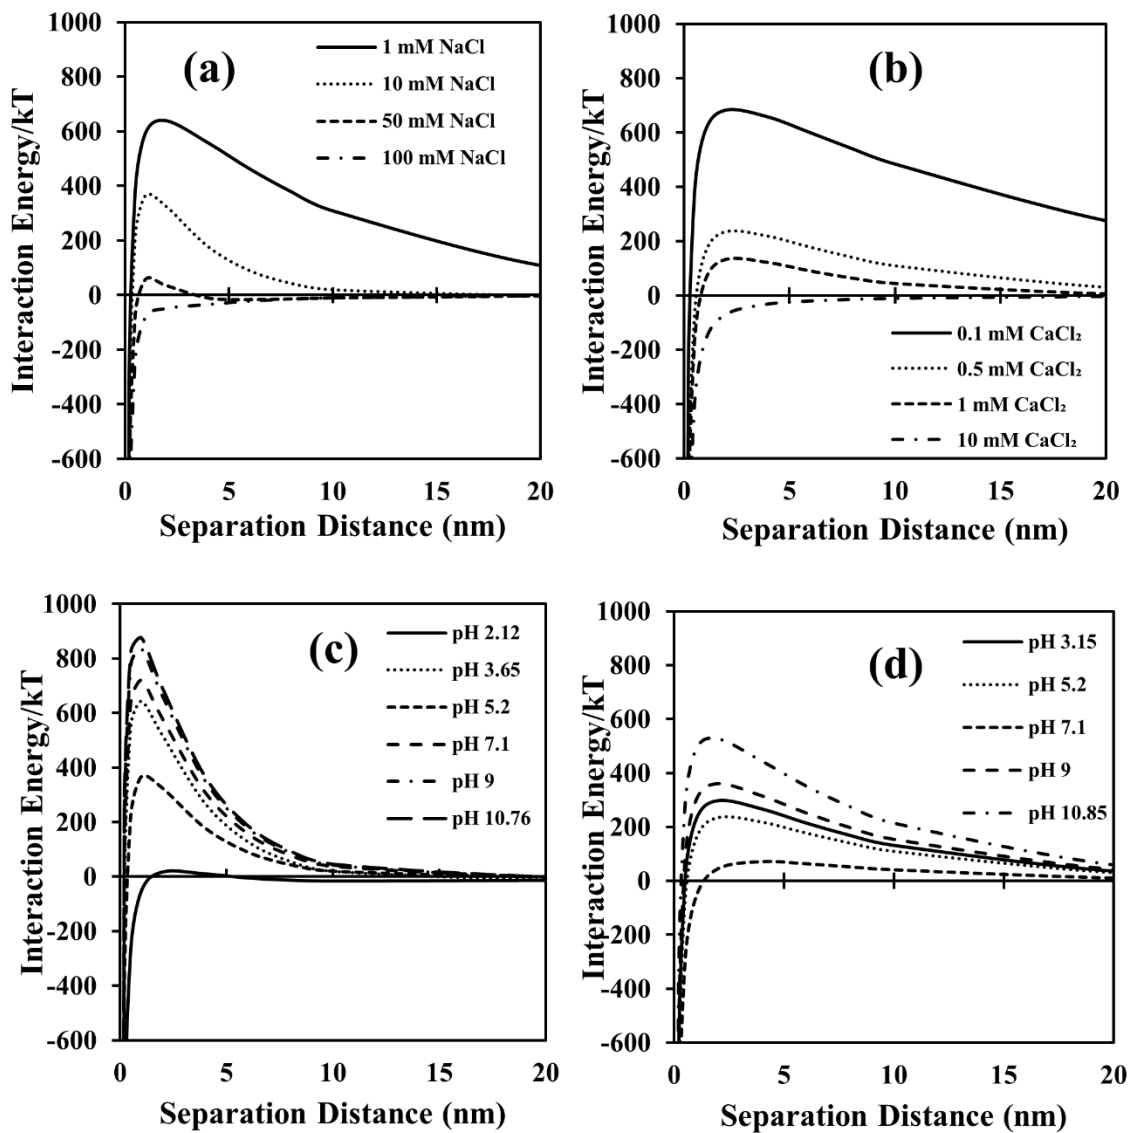 (a)
Interaction Energy/kT
1000
800
600
400
200
0
-200
-400
-600
1 mM NaCl
10 mM NaCl
50 mM NaCl
100 mM NaCl
0 5 10 15 20
Separation Distance (nm)
(b)
Interaction Energy/kT
1000
800
600
400
200
0
-200
-400
-600
0.1 mM CaCl₂
0.5 mM CaCl₂
1 mM CaCl₂
10 mM CaCl₂
0 5 10 15 20
Separation Distance (nm)
(c)
Interaction Energy/kT
1000
800
600
400
200
0
-200
-400
-600
pH 2.12
pH 3.65
pH 5.2
pH 7.1
pH 9
pH 10.76
0 5 10 15 20
Separation Distance (nm)
(d)
Interaction Energy/kT
1000
800
600
400
200
0
-200
-400
-600
pH 3.15
pH 5.2
pH 7.1
pH 9
pH 10.85
0 5 10 15 20
Separation Distance (nm)